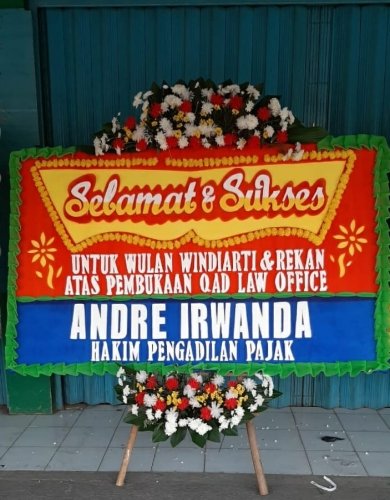 Selamat & Sukses
UNTUK WULAN WINDIARTI & REKAN
ATAS PEMBUKAAN QAD LAW OFFICE
ANDRE IRWANDA
HAKIM PENGADILAN PAJAK